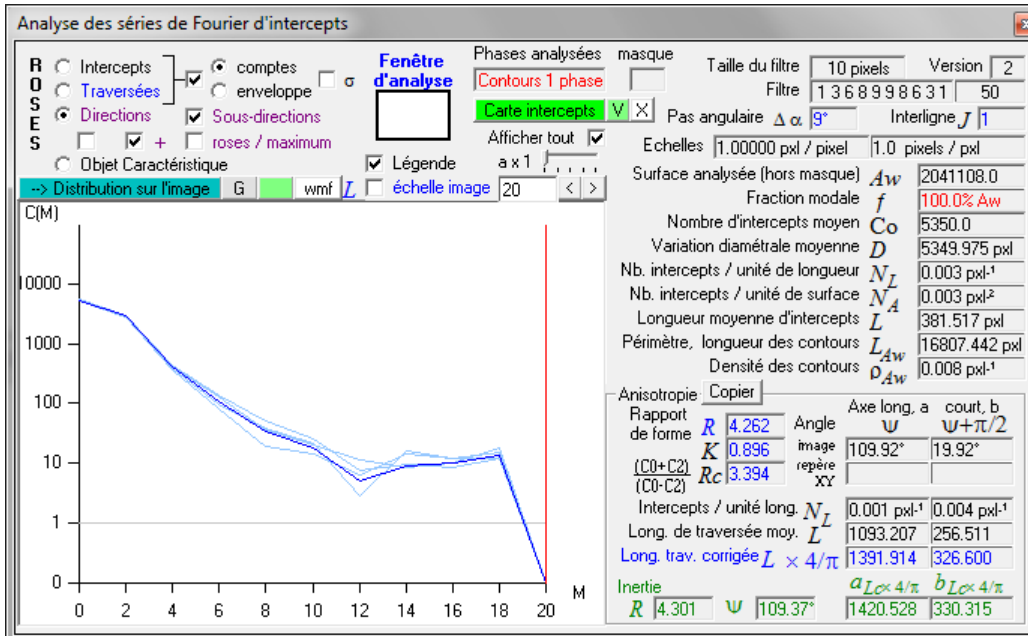 Analyse des séries de Fourier d'intercepts
R O S E S
Intercepts
Traversées
Directions
comptes
enveloppe
σ
Sous-directions
+ roses / maximum
Objet Caractéristique
Fenêtre d'analyse
Légende
--> Distribution sur l'image G wmf L échelle image 20 < >
Phases analysées masque
Contours 1 phase
Carte intercepts V X
Afficher tout
a x 1
Taille du filtre 10 pixels Version 2
Filtre 1 3 6 8 9 9 8 6 3 1 50
Pas angulaire Δ α 9° Interligne J 1
Echelles 1.00000 pxl / pixel 1.0 pixels / pxl
Surface analysée (hors masque) Aw 2041108.0
Fraction modale f 100.0% Aw
Nombre d'intercepts moyen Co 5350.0
Variation diamétrale moyenne D 5349.975 pxl
Nb. intercepts / unité de longueur N_L 0.003 pxl-¹
Nb. intercepts / unité de surface N_A 0.003 pxl-²
Longueur moyenne d'intercepts L 381.517 pxl
Périmètre, longueur des contours L_Aw 16807.442 pxl
Densité des contours ρ_Aw 0.008 pxl-¹
Anisotropie Copier
Axe long, a court, b
Rapport de forme R 4.262 Angle Ψ Ψ+π/2
K 0.896 image 109.92° 19.92°
(C0+C2)
(C0-C2)
Rc 3.394 repère XY
Intercepts / unité long. N_L 0.001 pxl-¹ 0.004 pxl-¹
Long. de traversée moy. L 1093.207 256.511
Long. trav. corrigée L × 4/π 1391.914 326.600
Inertie a_Lc× 4/π b_Lc× 4/π
R 4.301 Ψ 109.37° 1420.528 330.315
C(M)
10000
1000
100
10
1
0
0 2 4 6 8 10 12 14 16 18 20 M